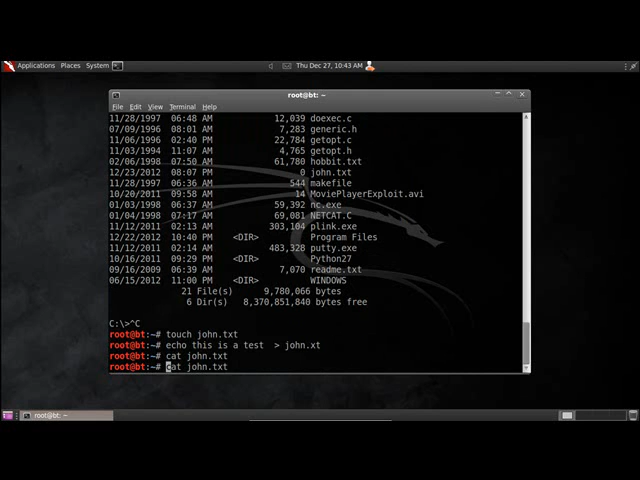 Applications Places System Thu Dec 27, 10:43 AM
root@bt: ~
File Edit View Terminal Help
11/28/1997 06:48 AM 12,039 doexec.c
07/09/1996 08:01 AM 7,283 generic.h
11/06/1996 02:40 PM 22,784 getopt.c
11/03/1994 11:07 AM 4,765 getopt.h
02/06/1998 07:50 AM 61,780 hobbit.txt
12/23/2012 08:07 PM 0 john.txt
11/28/1997 06:36 AM 544 makefile
10/20/2011 09:58 AM 14 MoviePlayerExploit.avi
01/03/1998 06:37 AM 59,392 nc.exe
01/04/1998 07:17 AM 69,081 NETCAT.C
11/12/2011 02:13 AM 303,104 plink.exe
12/22/2012 10:40 PM <DIR> Program Files
11/12/2011 02:14 AM 483,328 putty.exe
10/16/2011 09:29 AM <DIR> Python27
09/16/2009 06:39 AM 7,070 readme.txt
06/15/2012 11:00 PM <DIR> WINDOWS
21 File(s) 9,780,066 bytes
6 Dir(s) 8,370,851,840 bytes free
C:\>^C
root@bt:~# touch john.txt
root@bt:~# echo this is a test  > john.xt
root@bt:~# cat john.txt
root@bt:~# cat john.txt
root@bt: ~